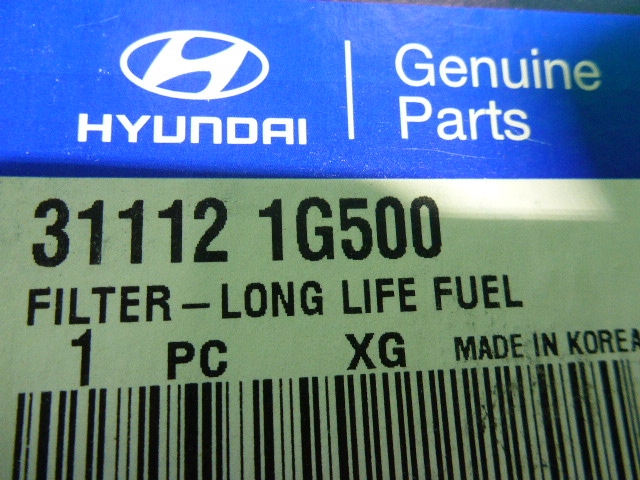 HYUNDAI
Genuine
Parts
31112 1G500
FILTER-LONG LIFE FUEL
1 PC XG MADE IN KOREA